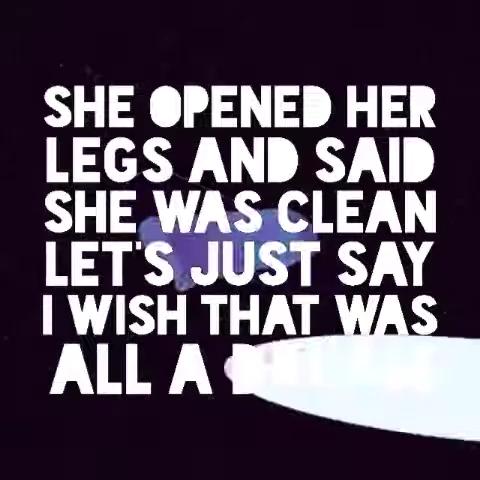 SHE OPENED HER
LEGS AND SAID
SHE WAS CLEAN
LET'S JUST SAY
I WISH THAT WAS
ALL A